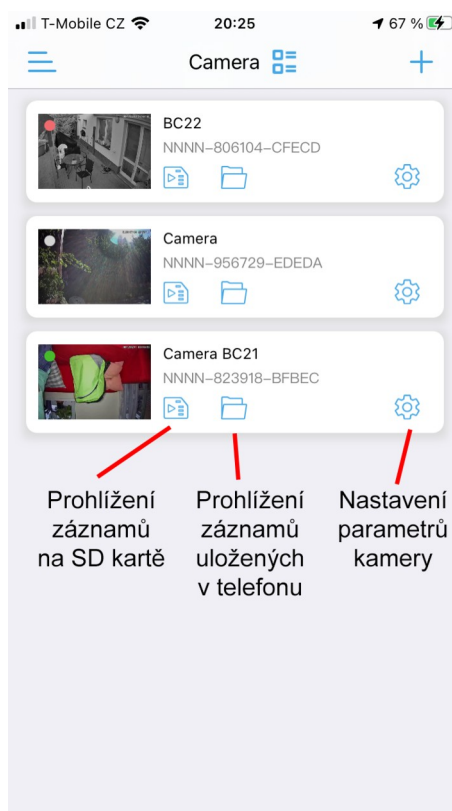 T-Mobile CZ 20:25 67 %
Camera
BC22
NNNN-806104-CFECD
Camera
NNNN-956729-EDEDA
Camera BC21
NNNN-823918-BFBEC
Prohlížení
záznamů
na SD kartě
Prohlížení
záznamů
uložených
v telefonu
Nastavení
parametrů
kamery